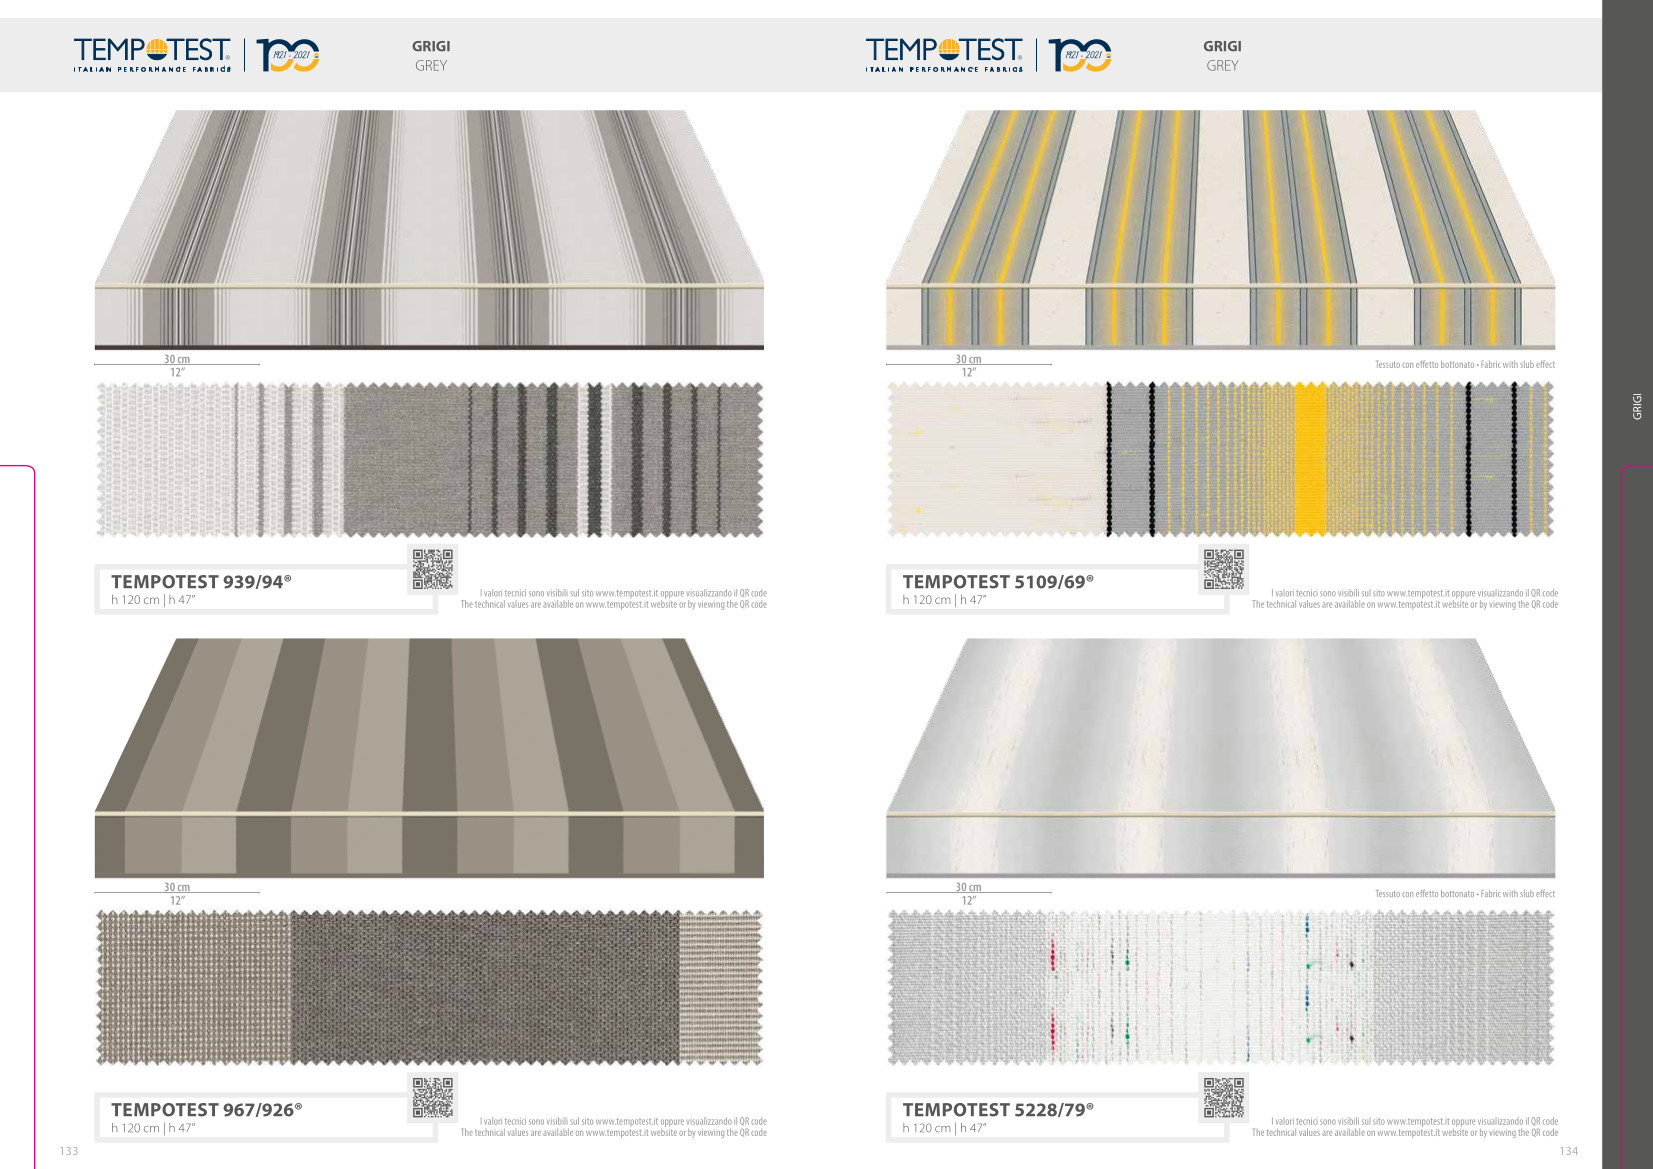 TEMPOTEST®
ITALIAN PERFORMANCE FABRICS
100
1921 - 2021
GRIGI
GREY
30 cm
12”
TEMPOTEST 939/94®
h 120 cm | h 47”
I valori tecnici sono visibili sul sito www.tempotest.it oppure visualizzando il QR code
The technical values are available on www.tempotest.it website or by viewing the QR code
30 cm
12”
TEMPOTEST 967/926®
h 120 cm | h 47”
I valori tecnici sono visibili sul sito www.tempotest.it oppure visualizzando il QR code
The technical values are available on www.tempotest.it website or by viewing the QR code
133
TEMPOTEST®
ITALIAN PERFORMANCE FABRICS
100
1921 - 2021
GRIGI
GREY
30 cm
12”
Tessuto con effetto bottonato • Fabric with slub effect
TEMPOTEST 5109/69®
h 120 cm | h 47”
I valori tecnici sono visibili sul sito www.tempotest.it oppure visualizzando il QR code
The technical values are available on www.tempotest.it website or by viewing the QR code
30 cm
12”
Tessuto con effetto bottonato • Fabric with slub effect
TEMPOTEST 5228/79®
h 120 cm | h 47”
I valori tecnici sono visibili sul sito www.tempotest.it oppure visualizzando il QR code
The technical values are available on www.tempotest.it website or by viewing the QR code
134
GRIGI